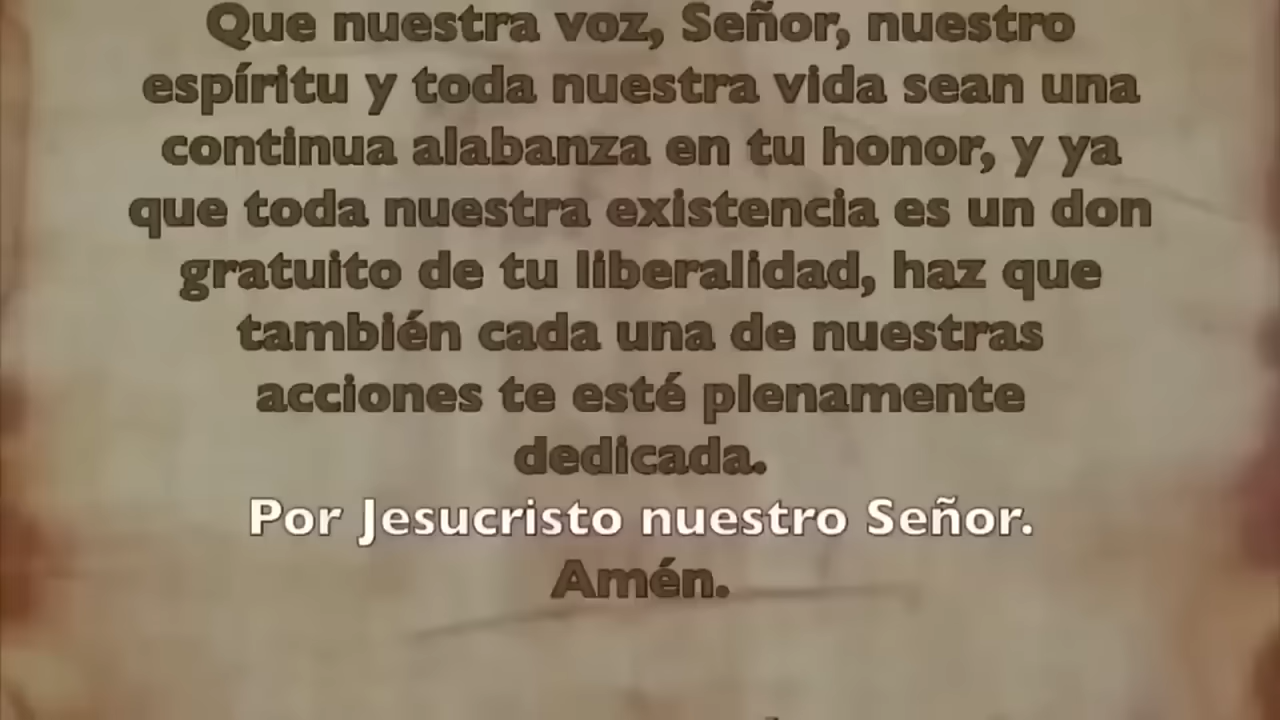 Que nuestra voz, Señor, nuestro
espíritu y toda nuestra vida sean una
continua alabanza en tu honor, y ya
que toda nuestra existencia es un don
gratuito de tu liberalidad, haz que
también cada una de nuestras
acciones te esté plenamente
dedicada.
Por Jesucristo nuestro Señor.
Amén.